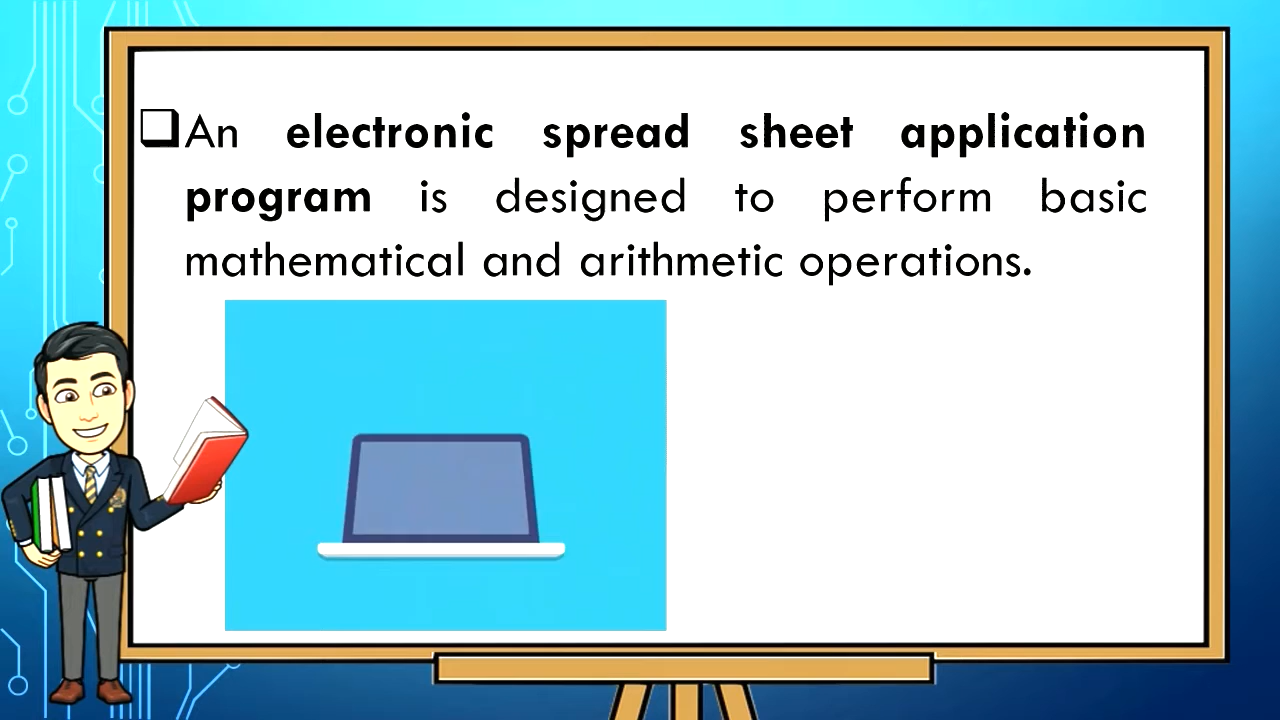 An electronic spread sheet application
program is designed to perform basic
mathematical and arithmetic operations.